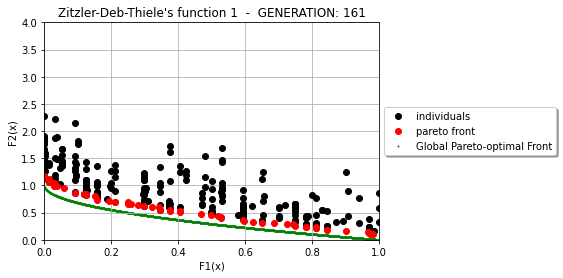 Zitzler-Deb-Thiele's function 1 - GENERATION: 161
4.0
3.5
3.0
2.5
2.0
1.5
1.0
0.5
0.0
F2(x)
0.0 0.2 0.4 0.6 0.8 1.0
F1(x)
individuals
pareto front
Global Pareto-optimal Front